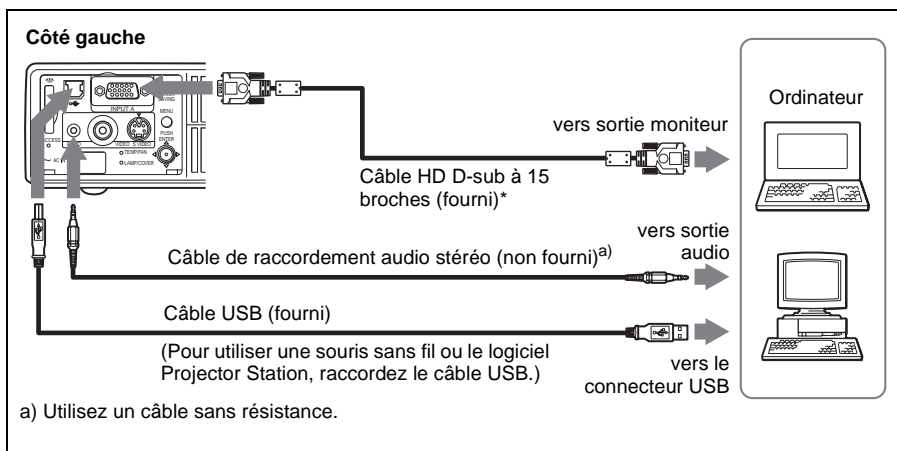 Côté gauche
INPUT A
SAVING
MENU
PUSH
ENTER
ACCESS
VIDEO
S VIDEO
TEMP/FAN
LAMP/COVER
Ordinateur
vers sortie moniteur
Câble HD D-sub à 15
broches (fourni)*
vers sortie
audio
Câble de raccordement audio stéréo (non fourni)a)
Câble USB (fourni)
(Pour utiliser une souris sans fil ou le logiciel
Projector Station, raccordez le câble USB.)
vers le
connecteur USB
a) Utilisez un câble sans résistance.